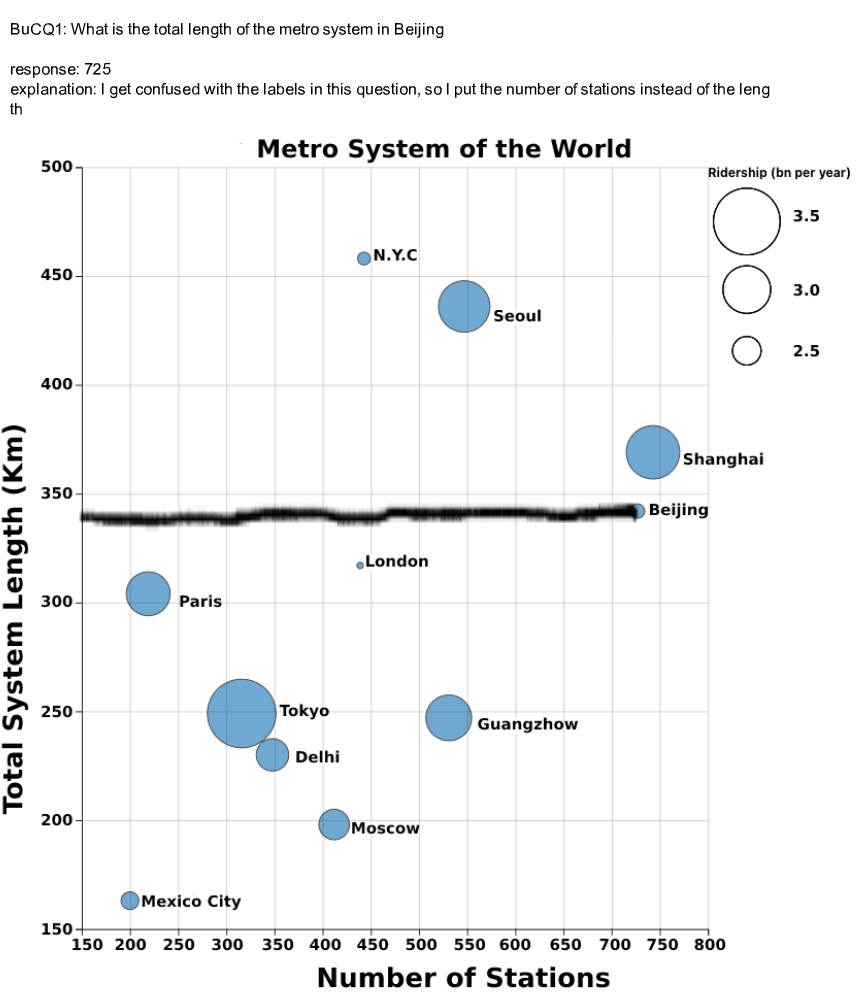 BuCQ1: What is the total length of the metro system in Beijing
response: 725
explanation: I get confused with the labels in this question, so I put the number of stations instead of the leng
th
Metro System of the World
Ridership (bn per year)
3.5
3.0
2.5
Total System Length (Km)
500
450
400
350
300
250
200
150
N.Y.C
Seoul
Shanghai
Beijing
London
Paris
Tokyo
Guangzhow
Delhi
Moscow
Mexico City
150 200 250 300 350 400 450 500 550 600 650 700 750 800
Number of Stations